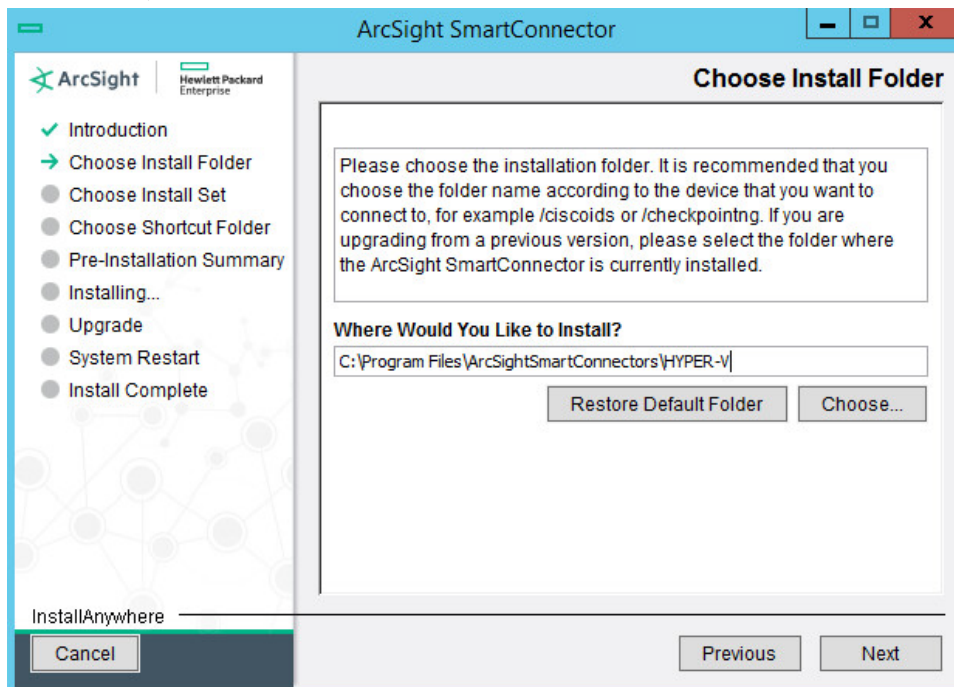 ArcSight SmartConnector
ArcSight
Hewlett Packard
Enterprise
Choose Install Folder
Introduction
Choose Install Folder
Choose Install Set
Choose Shortcut Folder
Pre-Installation Summary
Installing...
Upgrade
System Restart
Install Complete
Please choose the installation folder. It is recommended that you
choose the folder name according to the device that you want to
connect to, for example /ciscoids or /checkpointng. If you are
upgrading from a previous version, please select the folder where
the ArcSight SmartConnector is currently installed.
Where Would You Like to Install?
C:\Program Files\ArcSightSmartConnectors\HYPER-V
Restore Default Folder
Choose...
InstallAnywhere
Cancel
Previous
Next